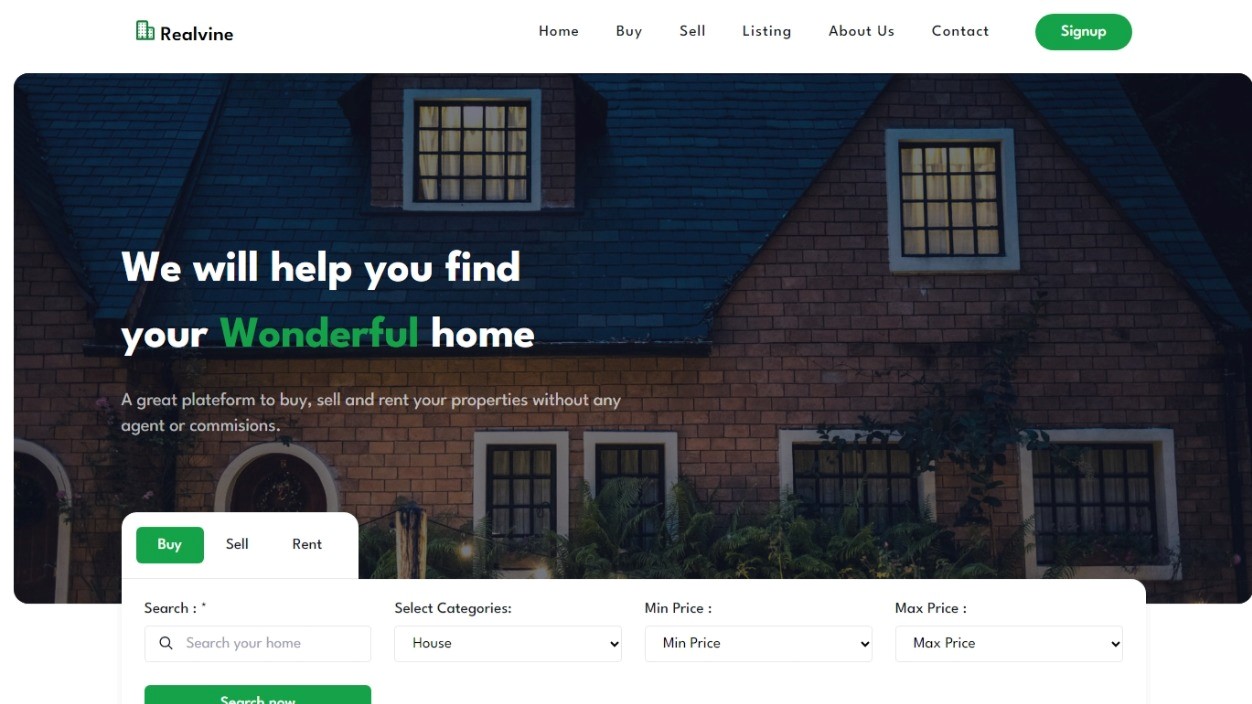 Realvine
Home Buy Sell Listing About Us Contact Signup
We will help you find
your Wonderful home
A great plateform to buy, sell and rent your properties without any
agent or commisions.
Buy Sell Rent
Search : * Select Categories: Min Price : Max Price :
Search your home House Min Price Max Price
Search now